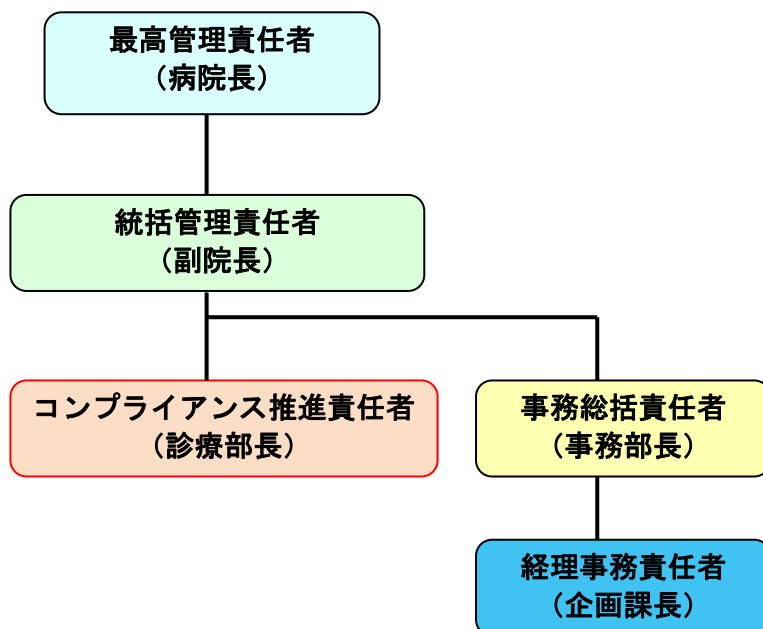 最高管理責任者
（病院長）
統括管理責任者
（副院長）
コンプライアンス推進責任者
（診療部長）
事務総括責任者
（事務部長）
経理事務責任者
（企画課長）